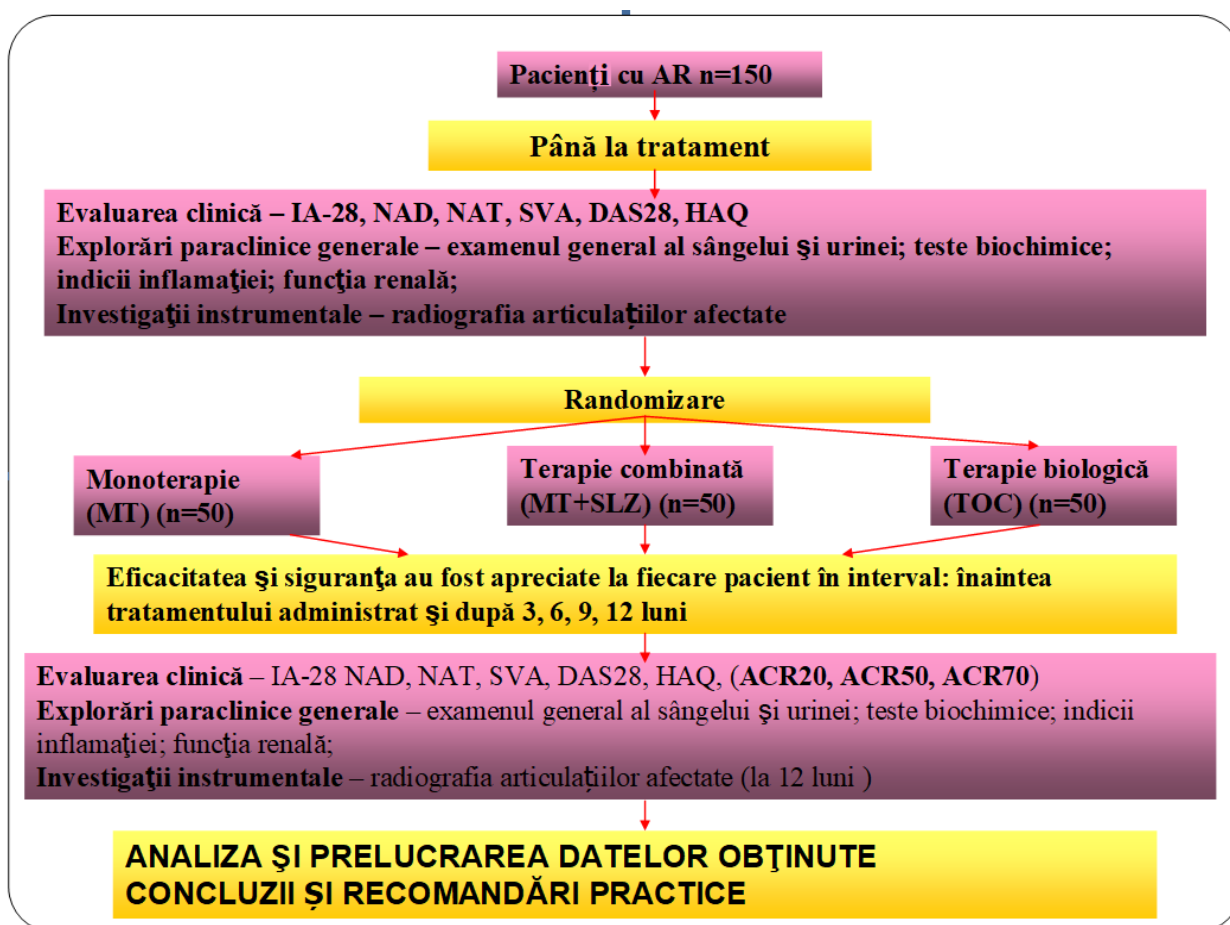 Pacienți cu AR n=150
Până la tratament
Evaluarea clinică – IA-28, NAD, NAT, SVA, DAS28, HAQ
Explorări paraclinice generale – examenul general al sângelui şi urinei; teste biochimice;
indicii inflamaţiei; funcţia renală;
Investigaţii instrumentale – radiografia articulațiilor afectate
Randomizare
Monoterapie
(MT) (n=50)
Terapie combinată
(MT+SLZ) (n=50)
Terapie biologică
(TOC) (n=50)
Eficacitatea şi siguranţa au fost apreciate la fiecare pacient în interval: înaintea
tratamentului administrat şi după 3, 6, 9, 12 luni
Evaluarea clinică – IA-28 NAD, NAT, SVA, DAS28, HAQ, (ACR20, ACR50, ACR70)
Explorări paraclinice generale – examenul general al sângelui şi urinei; teste biochimice; indicii
inflamaţiei; funcţia renală;
Investigaţii instrumentale – radiografia articulațiilor afectate (la 12 luni )
ANALIZA ŞI PRELUCRAREA DATELOR OBŢINUTE
CONCLUZII ȘI RECOMANDĂRI PRACTICE